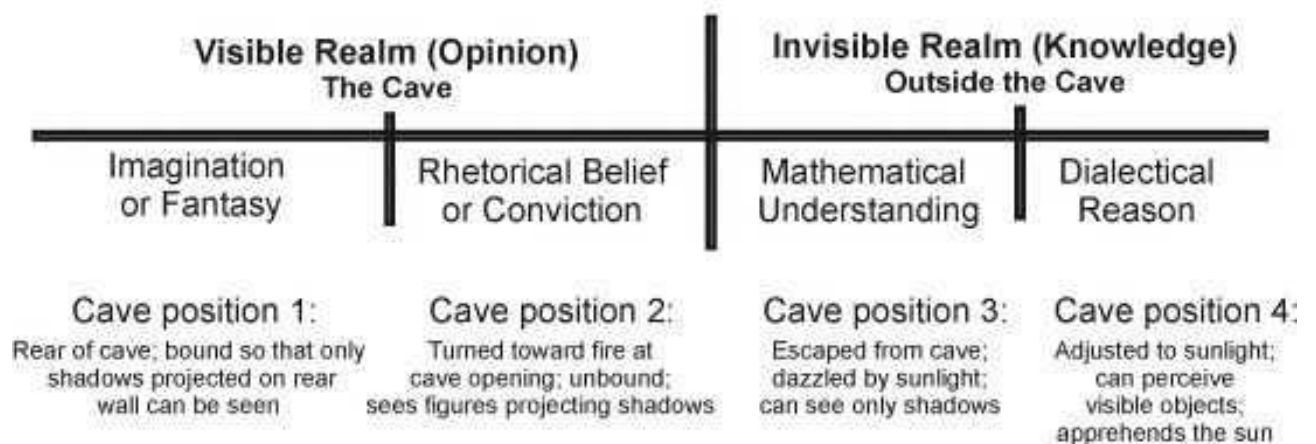 Visible Realm (Opinion)
The Cave
Invisible Realm (Knowledge)
Outside the Cave
Imagination
or Fantasy
Rhetorical Belief
or Conviction
Mathematical
Understanding
Dialectical
Reason
Cave position 1:
Rear of cave; bound so that only
shadows projected on rear
wall can be seen
Cave position 2:
Turned toward fire at
cave opening; unbound;
sees figures projecting shadows
Cave position 3:
Escaped from cave;
dazzled by sunlight;
can see only shadows
Cave position 4:
Adjusted to sunlight;
can perceive
visible objects;
apprehends the sun